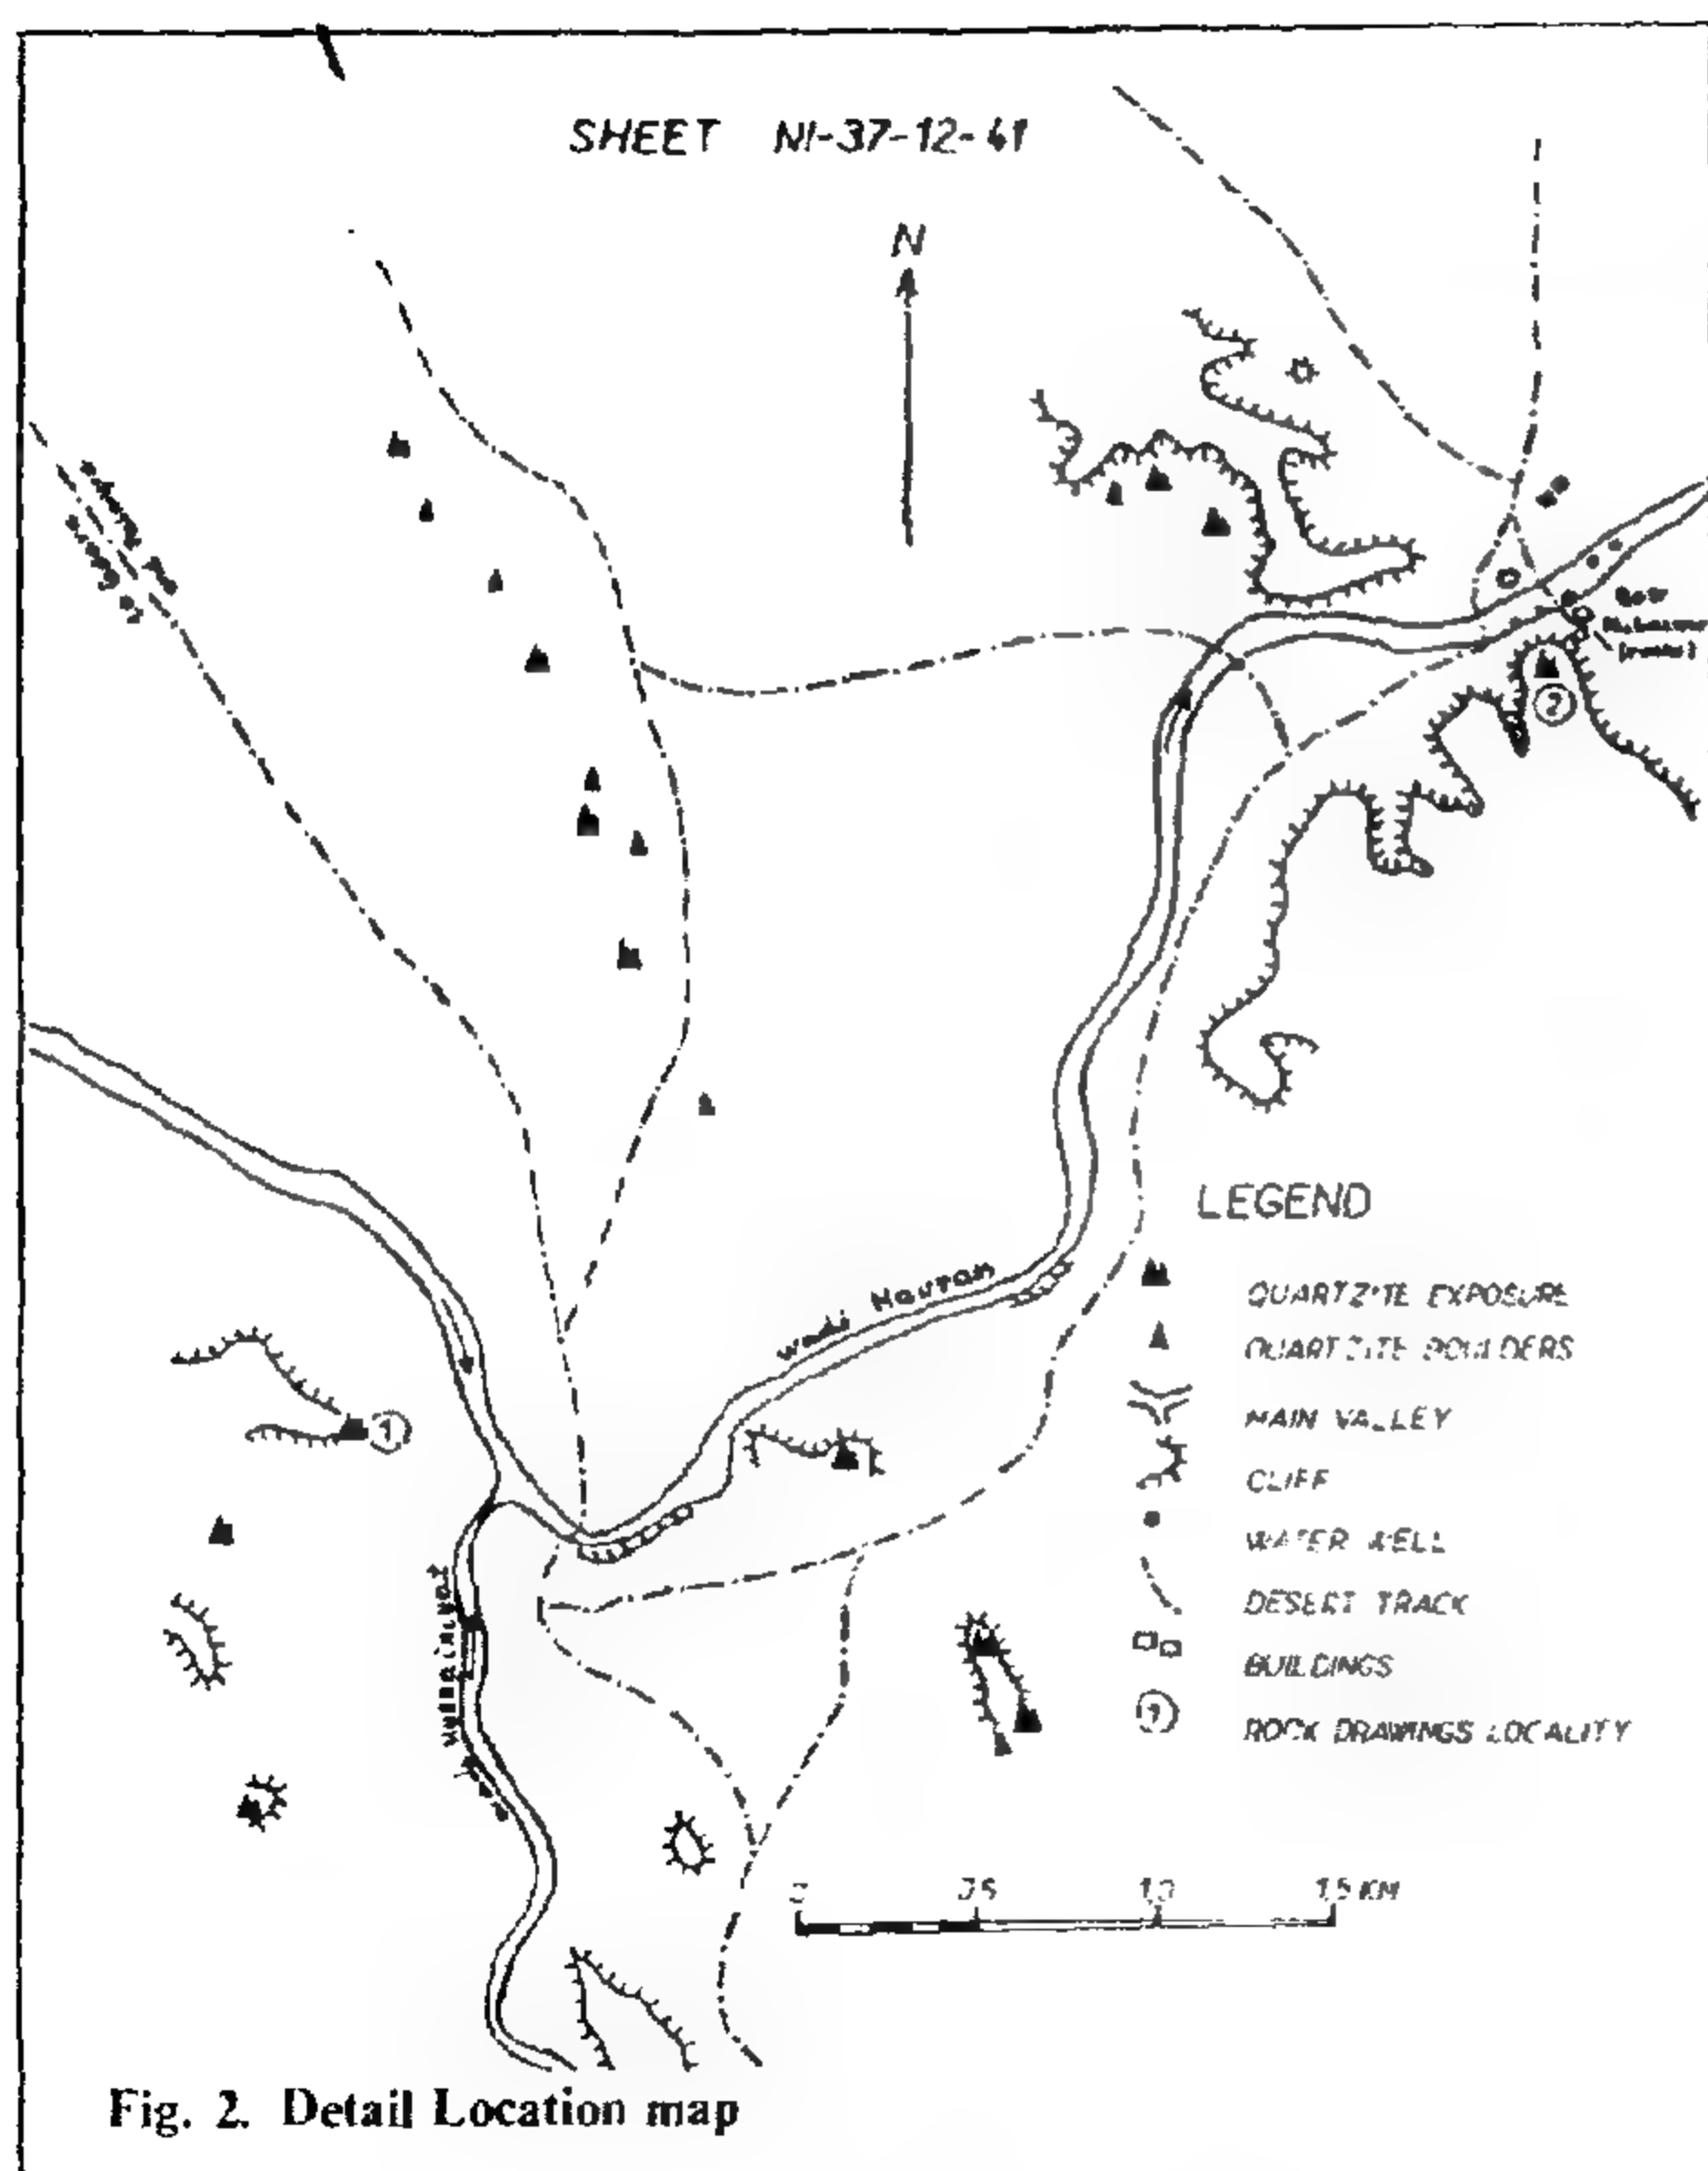 SHEET NI-37-12-41
N
2
Wadi Hauran
1
LEGEND
QUARTZITE EXPOSURE
QUARTZITE BOULDERS
MAIN VALLEY
CLIFF
WATER WELL
DESERT TRACK
BUILDINGS
ROCK DRAWINGS LOCALITY
0 0.5 1.0 1.5 KM
Fig. 2. Detail Location map